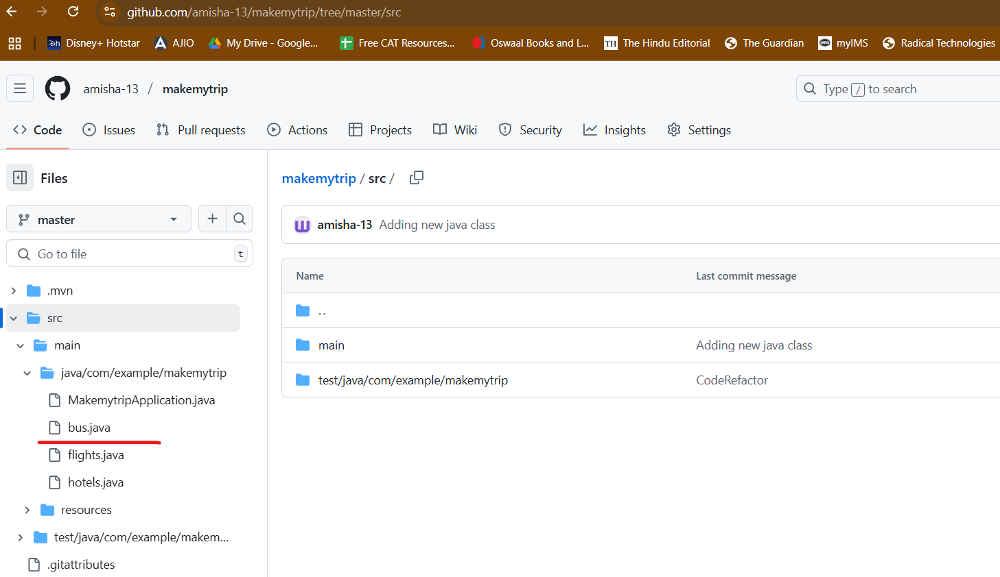 github.com/amisha-13/makemytrip/tree/master/src
Disney+ Hotstar AJIO My Drive - Google... Free CAT Resources... Oswaal Books and L... TH The Hindu Editorial The Guardian ims myIMS Radical Technologies
amisha-13 / makemytrip Type / to search
Code Issues Pull requests Actions Projects Wiki Security Insights Settings
Files
makemytrip / src /
master
amisha-13 Adding new java class
Go to file t
Name Last commit message
.mvn
..
src
main Adding new java class
main
test/java/com/example/makemytrip CodeRefactor
java/com/example/makemytrip
MakemytripApplication.java
bus.java
flights.java
hotels.java
resources
test/java/com/example/makem...
.gitattributes